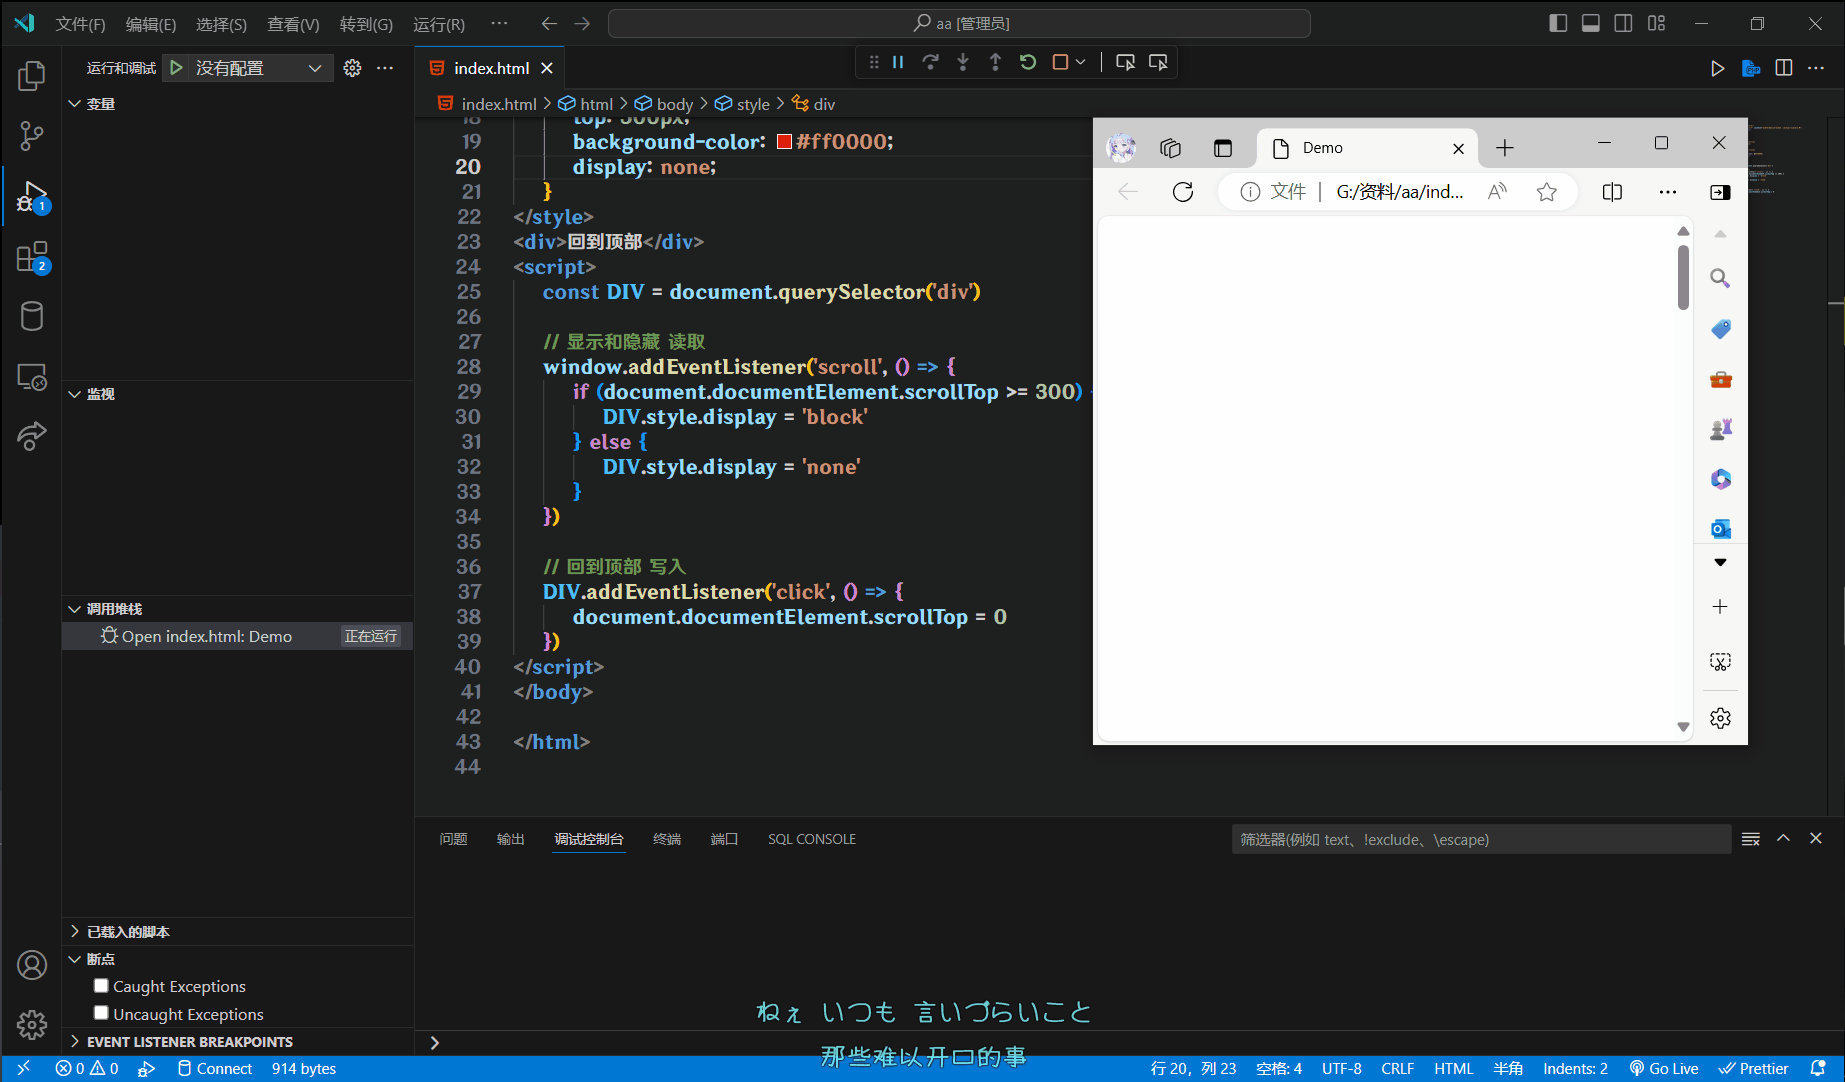 文件(F) 编辑(E) 选择(S) 查看(V) 转到(G) 运行(R) ··· aa [管理员]
运行和调试 没有配置 ···
index.html
index.html > html > body > style > div
变量
监视
调用堆栈
Open index.html: Demo 正在运行
已载入的脚本
断点
Caught Exceptions
Uncaught Exceptions
EVENT LISTENER BREAKPOINTS
1
2
18 top: 300px;
19 background-color: #ff0000;
20 display: none;
21 }
22 </style>
23 <div>回到顶部</div>
24 <script>
25 const DIV = document.querySelector('div')
26
27 // 显示和隐藏 读取
28 window.addEventListener('scroll', () => {
29 if (document.documentElement.scrollTop >= 300) {
30 DIV.style.display = 'block'
31 } else {
32 DIV.style.display = 'none'
33 }
34 })
35
36 // 回到顶部 写入
37 DIV.addEventListener('click', () => {
38 document.documentElement.scrollTop = 0
39 })
40 </script>
41 </body>
42
43 </html>
44
Demo
文件 | G:/资料/aa/ind...
问题 输出 调试控制台 终端 端口 SQL CONSOLE 筛选器(例如 text、!exclude、\escape)
ねぇ いつも 言いづらいこと
那些难以开口的事
0 0 Connect 914 bytes 行 20，列 23 空格: 4 UTF-8 CRLF HTML 半角 Indents: 2 Go Live Prettier